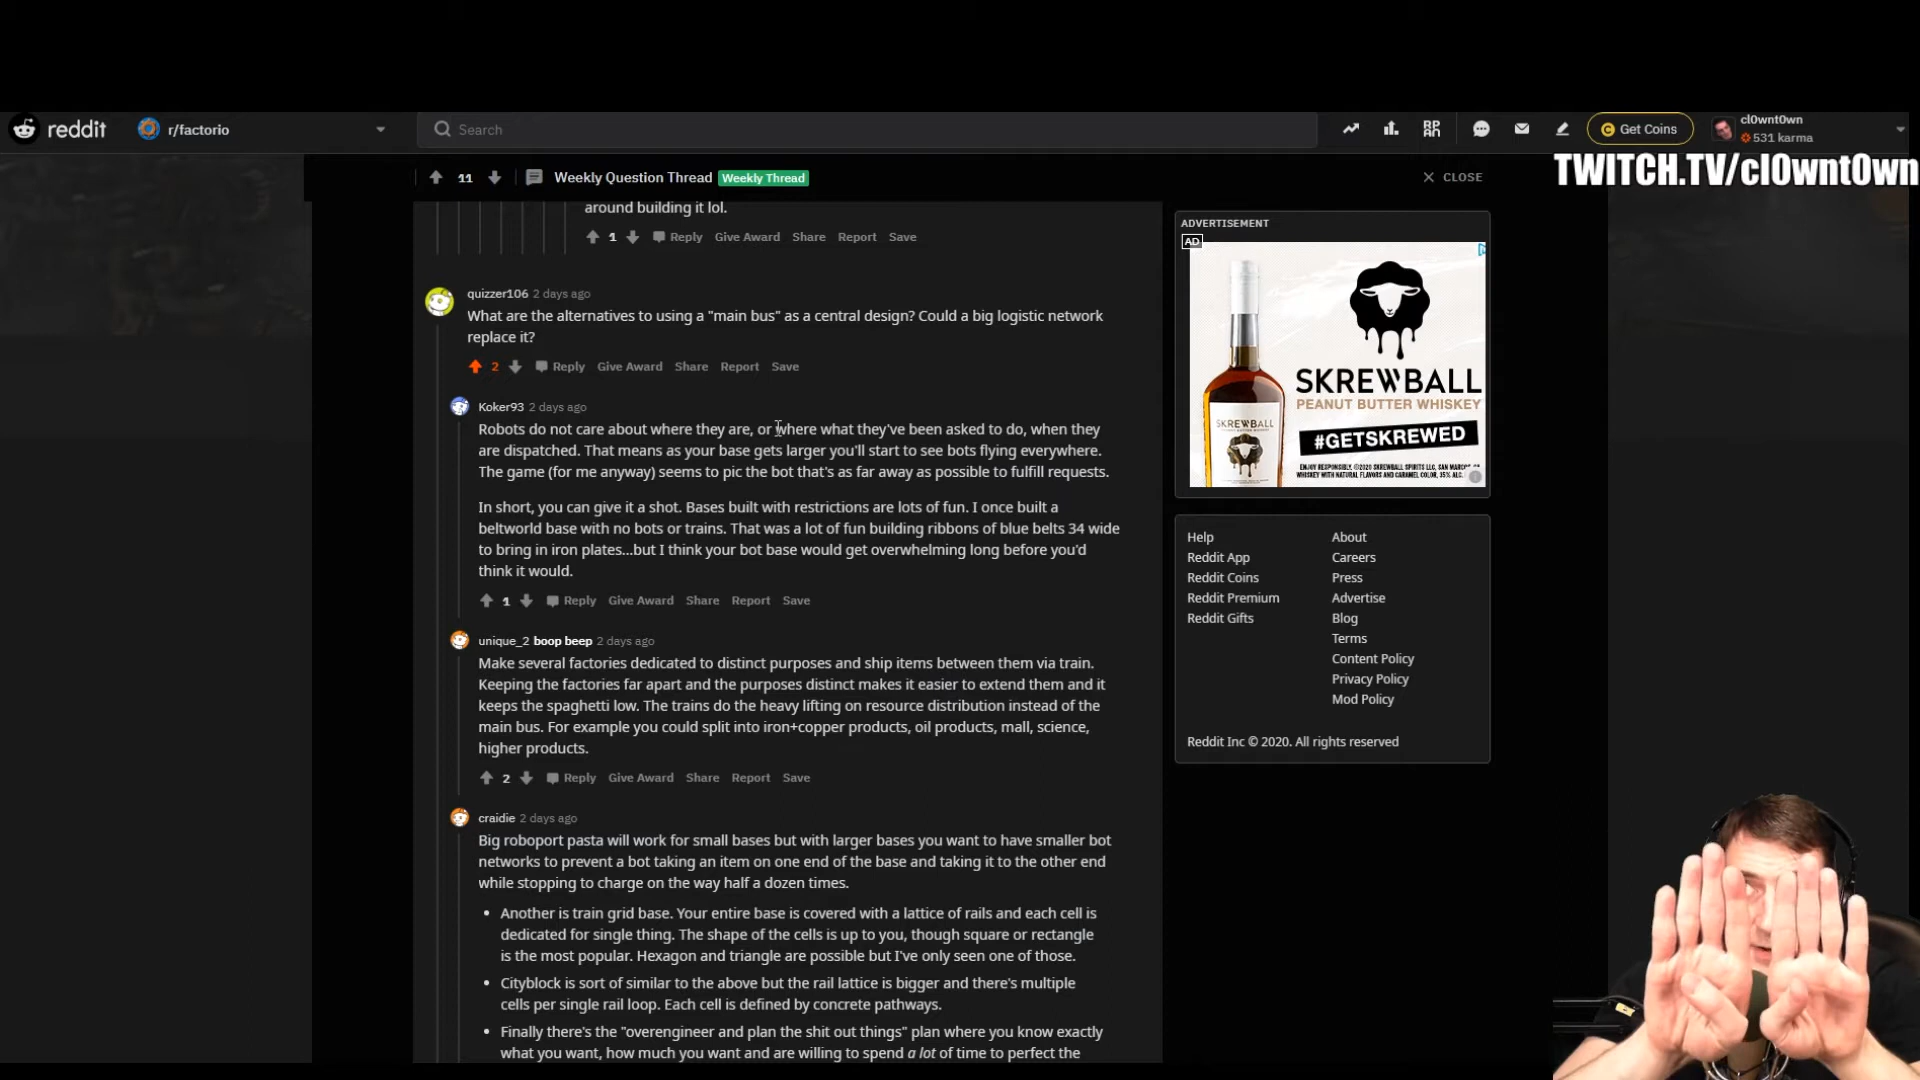 reddit
r/factorio
Search
Get Coins
cl0wnt0wn
531 karma
TWITCH.TV/cl0wnt0wn
11
Weekly Question Thread
Weekly Thread
CLOSE
around building it lol.
1 Reply Give Award Share Report Save
quizzer106 2 days ago
What are the alternatives to using a "main bus" as a central design? Could a big logistic network
replace it?
2 Reply Give Award Share Report Save
Koker93 2 days ago
Robots do not care about where they are, or where what they've been asked to do, when they
are dispatched. That means as your base gets larger you'll start to see bots flying everywhere.
The game (for me anyway) seems to pic the bot that's as far away as possible to fulfill requests.
In short, you can give it a shot. Bases built with restrictions are lots of fun. I once built a
beltworld base with no bots or trains. That was a lot of fun building ribbons of blue belts 34 wide
to bring in iron plates...but I think your bot base would get overwhelming long before you'd
think it would.
1 Reply Give Award Share Report Save
unique_2 boop beep 2 days ago
Make several factories dedicated to distinct purposes and ship items between them via train.
Keeping the factories far apart and the purposes distinct makes it easier to extend them and it
keeps the spaghetti low. The trains do the heavy lifting on resource distribution instead of the
main bus. For example you could split into iron+copper products, oil products, mall, science,
higher products.
2 Reply Give Award Share Report Save
craidie 2 days ago
Big roboport pasta will work for small bases but with larger bases you want to have smaller bot
networks to prevent a bot taking an item on one end of the base and taking it to the other end
while stopping to charge on the way half a dozen times.
• Another is train grid base. Your entire base is covered with a lattice of rails and each cell is
dedicated for single thing. The shape of the cells is up to you, though square or rectangle
is the most popular. Hexagon and triangle are possible but I've only seen one of those.
• Cityblock is sort of similar to the above but the rail lattice is bigger and there's multiple
cells per single rail loop. Each cell is defined by concrete pathways.
• Finally there's the "overengineer and plan the shit out things" plan where you know exactly
what you want, how much you want and are willing to spend a lot of time to perfect the
ADVERTISEMENT
AD
SKREWBALL
PEANUT BUTTER WHISKEY
#GETSKREWED
Help
Reddit App
Reddit Coins
Reddit Premium
Reddit Gifts
About
Careers
Press
Advertise
Blog
Terms
Content Policy
Privacy Policy
Mod Policy
Reddit Inc © 2020. All rights reserved